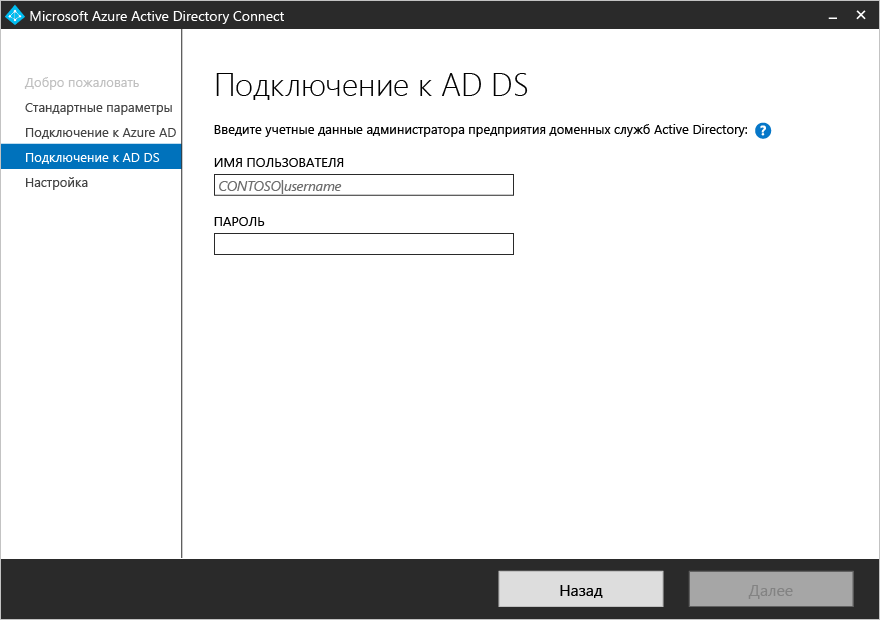 Microsoft Azure Active Directory Connect
Добро пожаловать
Стандартные параметры
Подключение к Azure AD
Подключение к AD DS
Настройка
Подключение к AD DS
Введите учетные данные администратора предприятия доменных служб Active Directory: ?
ИМЯ ПОЛЬЗОВАТЕЛЯ
CONTOSO|username
ПАРОЛЬ
Назад
Далее